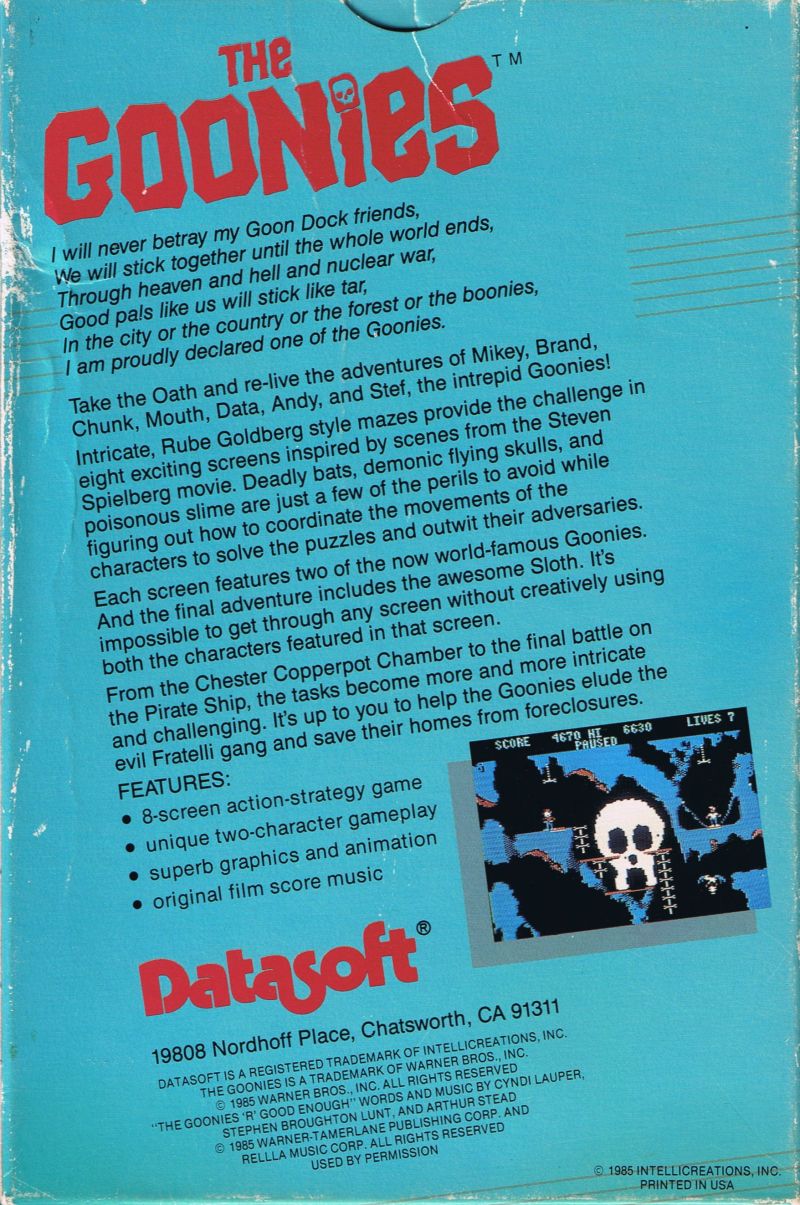 THE
GOONIES™
I will never betray my Goon Dock friends,
We will stick together until the whole world ends,
Through heaven and hell and nuclear war,
Good pals like us will stick like tar,
In the city or the country or the forest or the boonies,
I am proudly declared one of the Goonies.
Take the Oath and re-live the adventures of Mikey, Brand,
Chunk, Mouth, Data, Andy, and Stef, the intrepid Goonies!
Intricate, Rube Goldberg style mazes provide the challenge in
eight exciting screens inspired by scenes from the Steven
Spielberg movie. Deadly bats, demonic flying skulls, and
poisonous slime are just a few of the perils to avoid while
figuring out how to coordinate the movements of the
characters to solve the puzzles and outwit their adversaries.
Each screen features two of the now world-famous Goonies.
And the final adventure includes the awesome Sloth. It's
impossible to get through any screen without creatively using
both the characters featured in that screen.
From the Chester Copperpot Chamber to the final battle on
the Pirate Ship, the tasks become more and more intricate
and challenging. It's up to you to help the Goonies elude the
evil Fratelli gang and save their homes from foreclosures.
FEATURES:
• 8-screen action-strategy game
• unique two-character gameplay
• superb graphics and animation
• original film score music
SCORE 4670 HI 6630 LIVES 7
PAUSED
Datasoft®
19808 Nordhoff Place, Chatsworth, CA 91311
DATASOFT IS A REGISTERED TRADEMARK OF INTELLICREATIONS, INC.
THE GOONIES IS A TRADEMARK OF WARNER BROS., INC.
© 1985 WARNER BROS., INC. ALL RIGHTS RESERVED
"THE GOONIES 'R' GOOD ENOUGH" WORDS AND MUSIC BY CYNDI LAUPER,
STEPHEN BROUGHTON LUNT, AND ARTHUR STEAD
© 1985 WARNER-TAMERLANE PUBLISHING CORP. AND
RELLLA MUSIC CORP. ALL RIGHTS RESERVED
USED BY PERMISSION
© 1985 INTELLICREATIONS, INC.
PRINTED IN USA